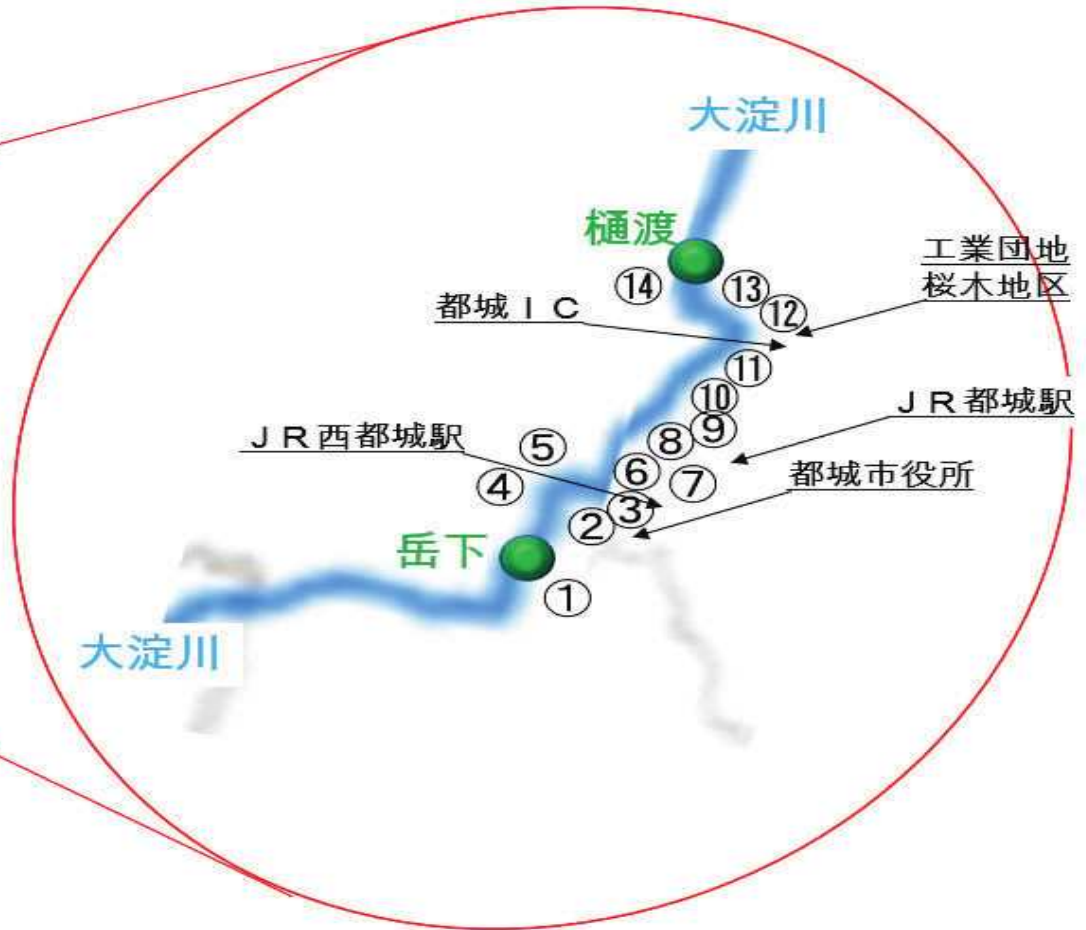 大淀川
樋渡
工業団地
桜木地区
⑭
⑬
⑫
都城ＩＣ
⑪
⑩
ＪＲ都城駅
ＪＲ西都城駅
⑤
⑧
⑨
④
⑥
⑦
都城市役所
②
③
岳下
①
大淀川